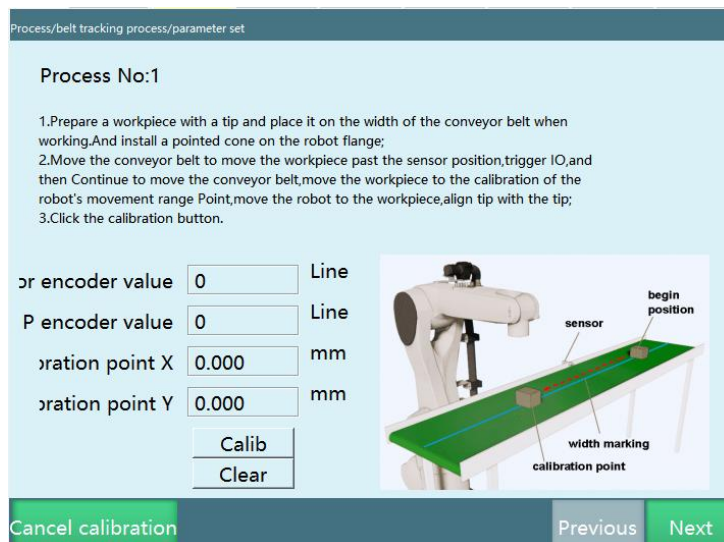 Process/belt tracking process/parameter set
Process No:1
1.Prepare a workpiece with a tip and place it on the width of the conveyor belt when
working.And install a pointed cone on the robot flange;
2.Move the conveyor belt to move the workpiece past the sensor position,trigger IO,and
then Continue to move the conveyor belt,move the workpiece to the calibration of the
robot's movement range Point,move the robot to the workpiece,align tip with the tip;
3.Click the calibration button.
or encoder value 0 Line
P encoder value 0 Line
bration point X 0.000 mm
bration point Y 0.000 mm
Calib
Clear
begin
position
sensor
width marking
calibration point
Cancel calibration Previous Next